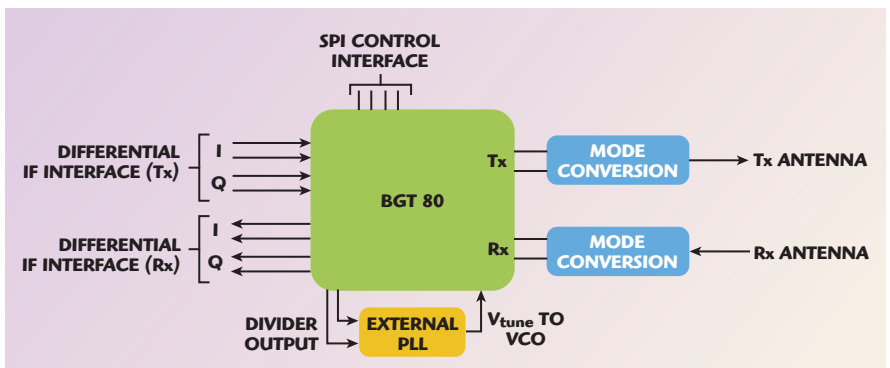 SPI CONTROL
INTERFACE
DIFFERENTIAL
IF INTERFACE (Tx)
I
Q
DIFFERENTIAL
IF INTERFACE (Rx)
I
Q
BGT 80
Tx
Rx
MODE
CONVERSION
Tx ANTENNA
MODE
CONVERSION
Rx ANTENNA
DIVIDER
OUTPUT
EXTERNAL
PLL
Vtune TO
VCO